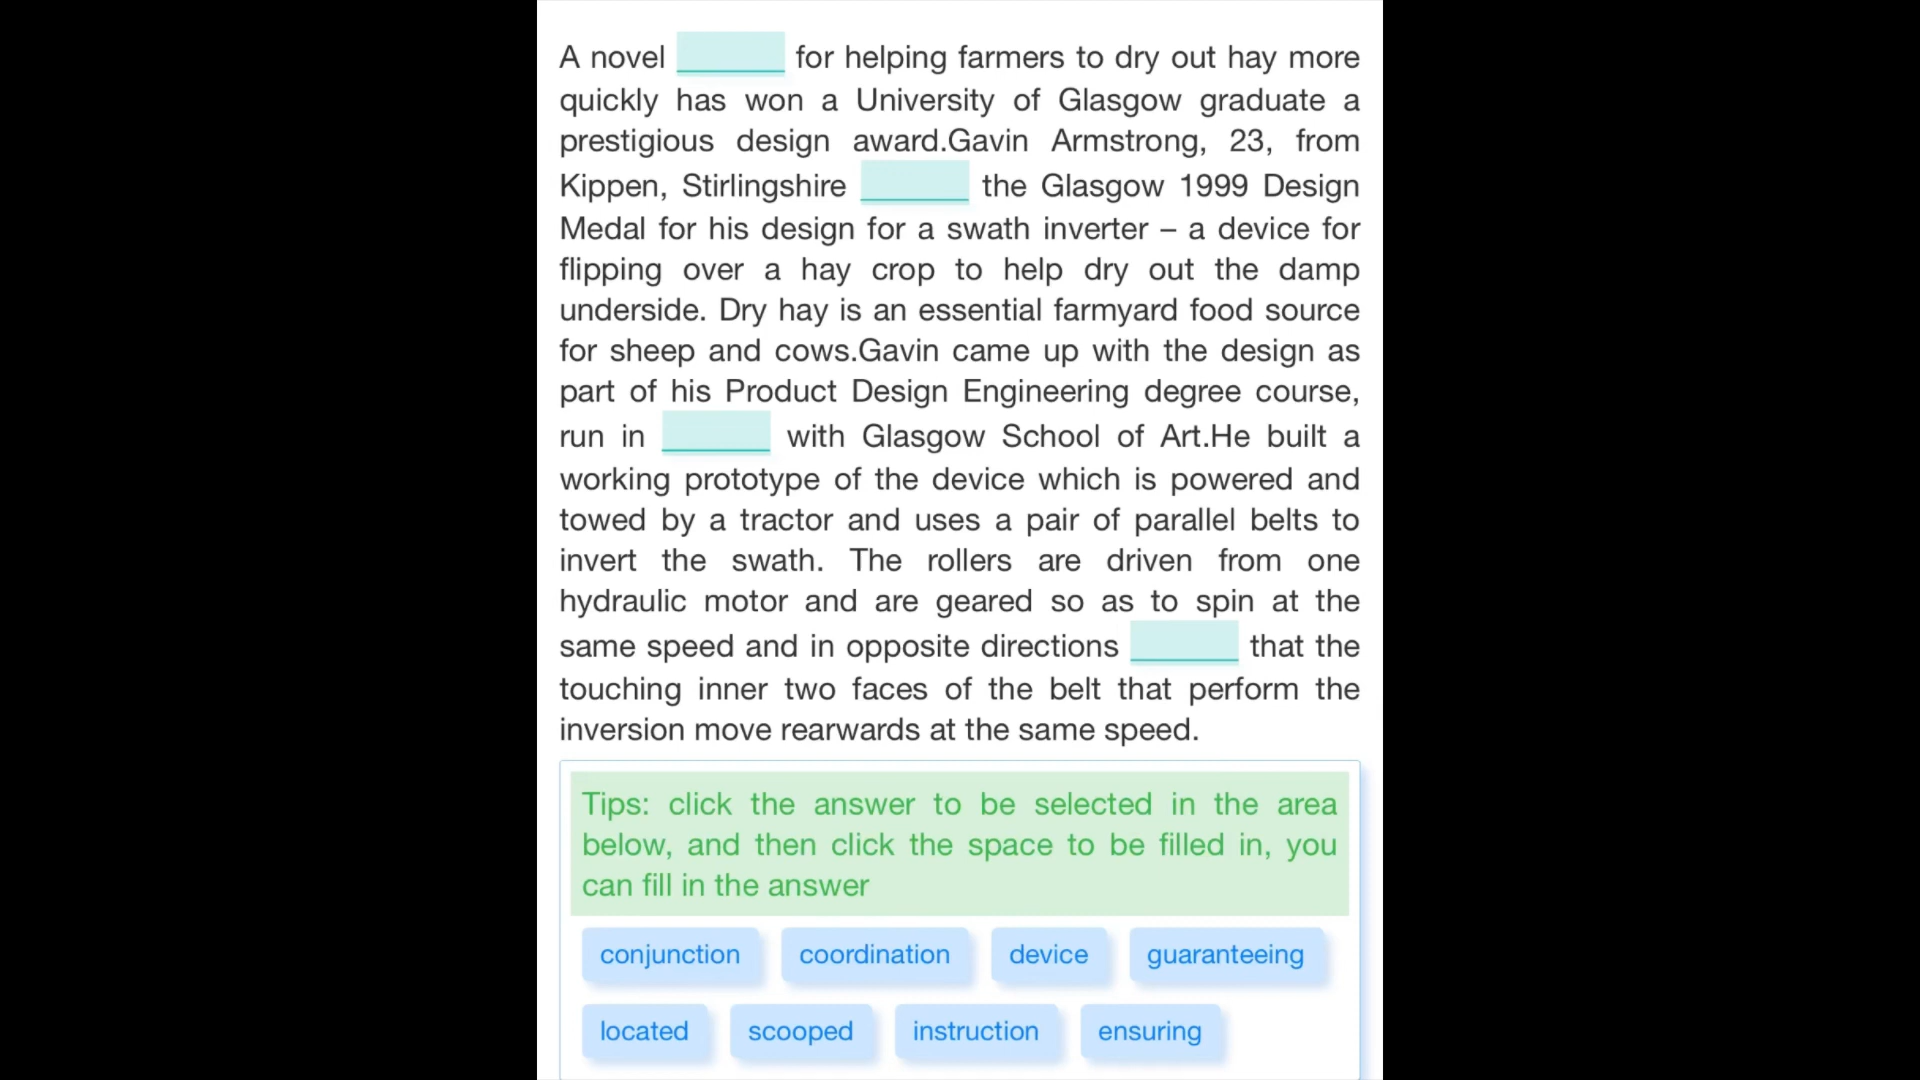 A novel for helping farmers to dry out hay more
quickly has won a University of Glasgow graduate a
prestigious design award.Gavin Armstrong, 23, from
Kippen, Stirlingshire the Glasgow 1999 Design
Medal for his design for a swath inverter – a device for
flipping over a hay crop to help dry out the damp
underside. Dry hay is an essential farmyard food source
for sheep and cows.Gavin came up with the design as
part of his Product Design Engineering degree course,
run in with Glasgow School of Art.He built a
working prototype of the device which is powered and
towed by a tractor and uses a pair of parallel belts to
invert the swath. The rollers are driven from one
hydraulic motor and are geared so as to spin at the
same speed and in opposite directions that the
touching inner two faces of the belt that perform the
inversion move rearwards at the same speed.
Tips: click the answer to be selected in the area
below, and then click the space to be filled in, you
can fill in the answer
conjunction coordination device guaranteeing
located scooped instruction ensuring